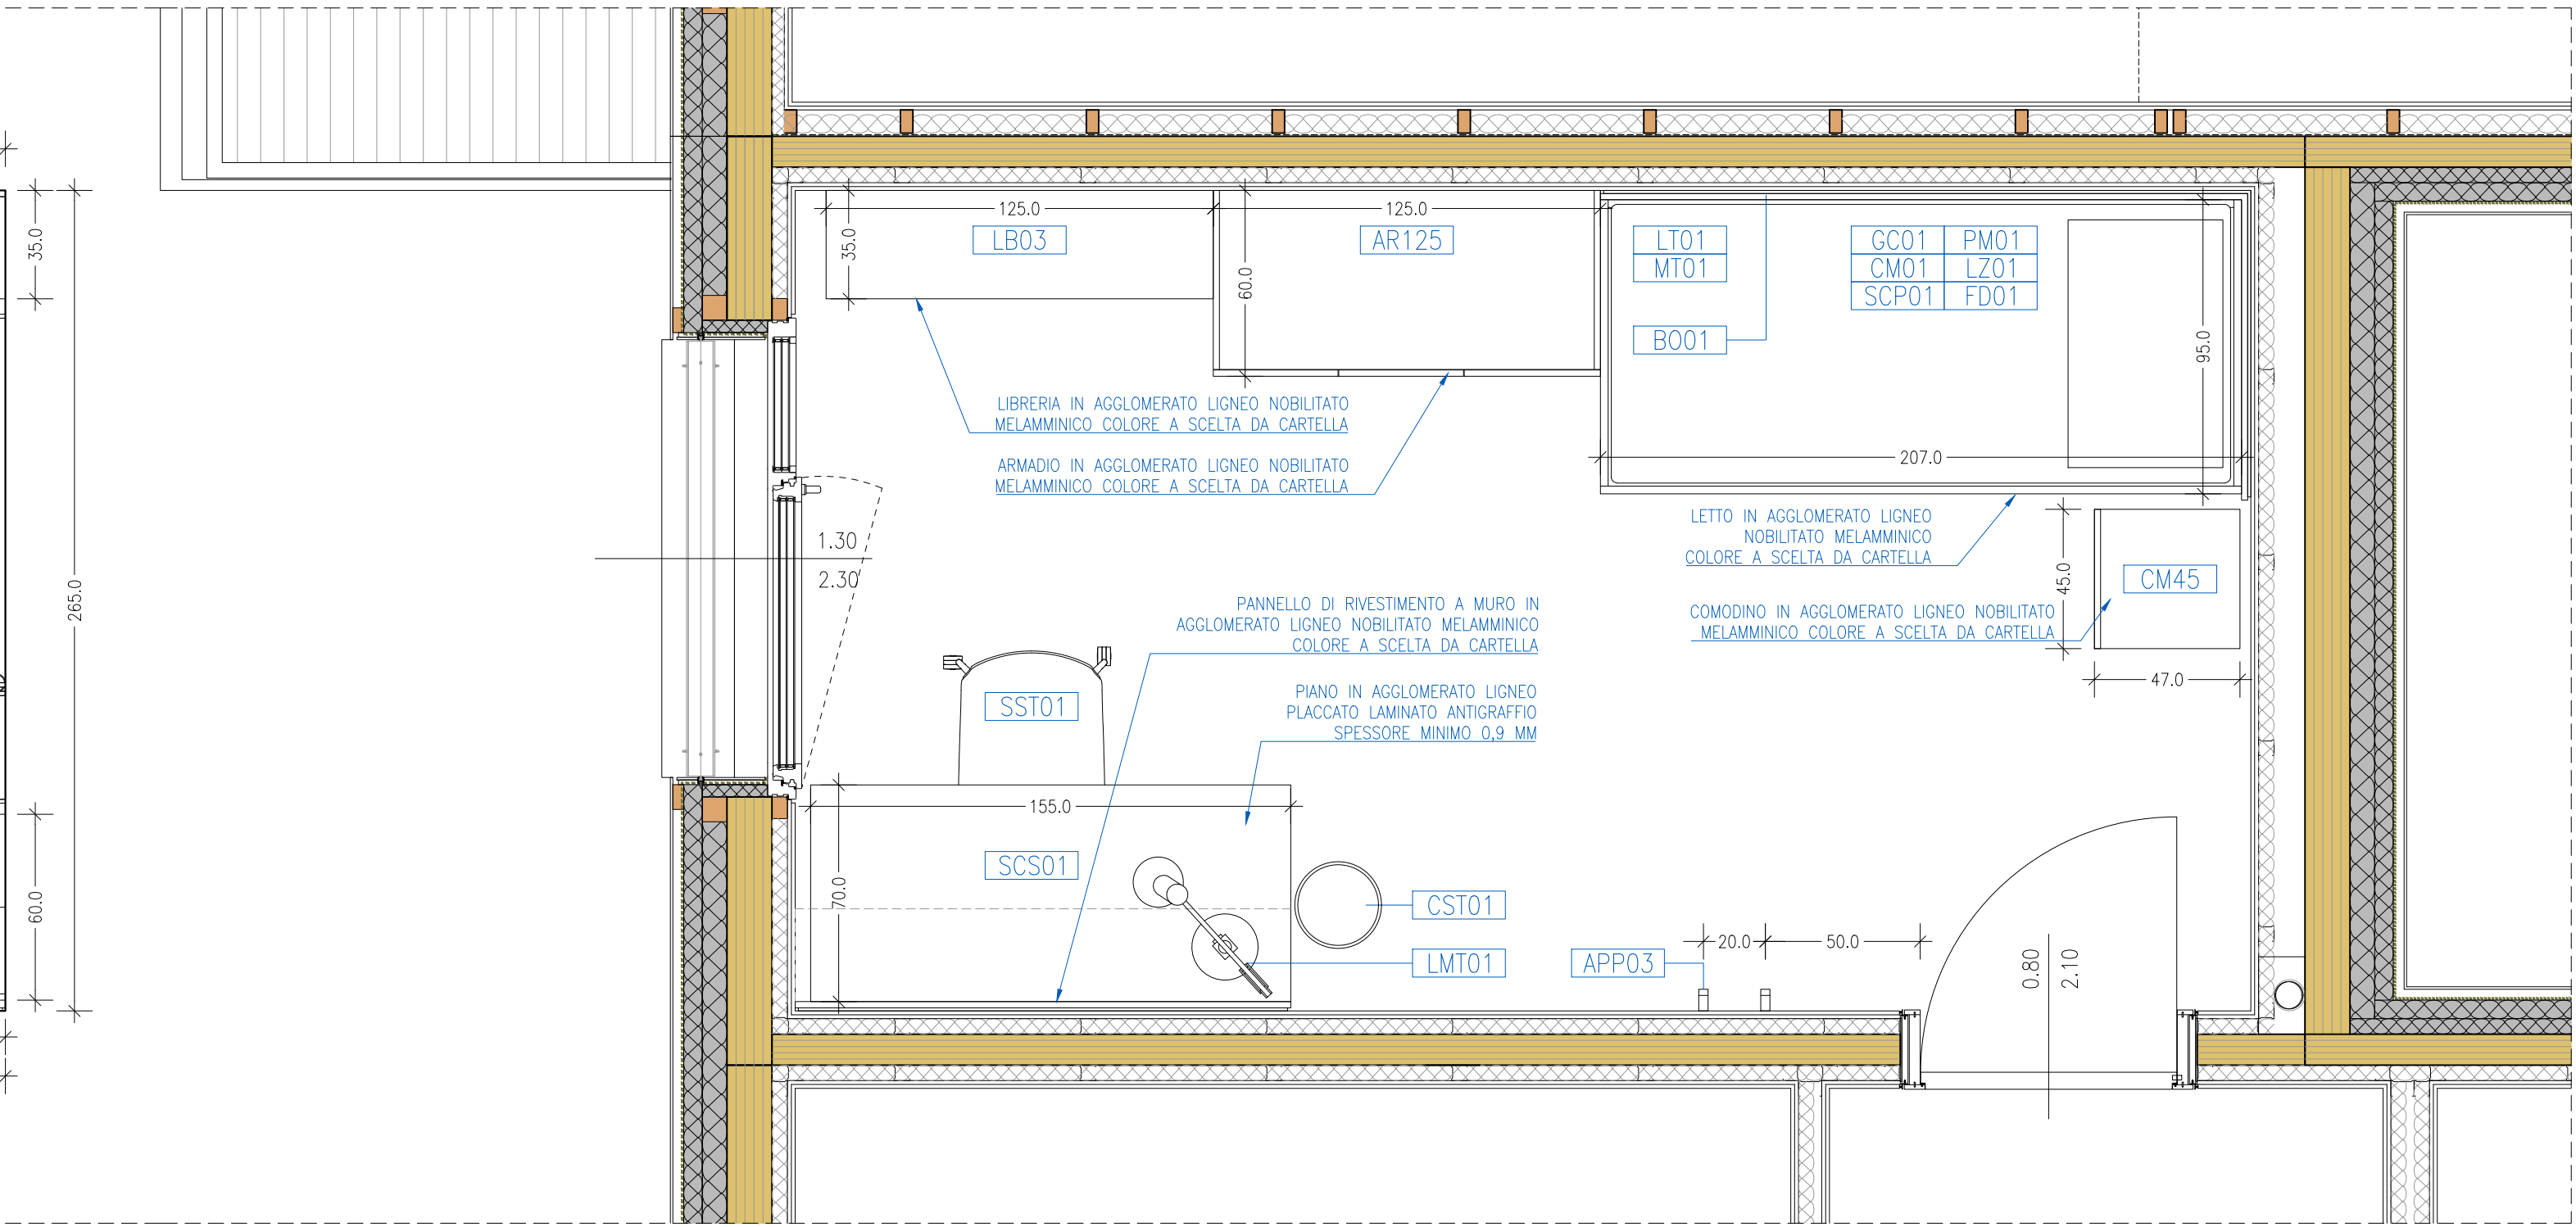 35.0
265.0
60.0
125.0
LB03
35.0
125.0
AR125
60.0
LT01
MT01
GC01 PM01
CM01 LZ01
SCP01 FD01
BO01
95.0
207.0
LIBRERIA IN AGGLOMERATO LIGNEO NOBILITATO
MELAMMINICO COLORE A SCELTA DA CARTELLA
ARMADIO IN AGGLOMERATO LIGNEO NOBILITATO
MELAMMINICO COLORE A SCELTA DA CARTELLA
LETTO IN AGGLOMERATO LIGNEO
NOBILITATO MELAMMINICO
COLORE A SCELTA DA CARTELLA
1.30
2.30
45.0
CM45
COMODINO IN AGGLOMERATO LIGNEO NOBILITATO
MELAMMINICO COLORE A SCELTA DA CARTELLA
47.0
PANNELLO DI RIVESTIMENTO A MURO IN
AGGLOMERATO LIGNEO NOBILITATO MELAMMINICO
COLORE A SCELTA DA CARTELLA
PIANO IN AGGLOMERATO LIGNEO
PLACCATO LAMINATO ANTIGRAFFIO
SPESSORE MINIMO 0,9 MM
SST01
155.0
SCS01
70.0
CST01
LMT01
APP03
20.0
50.0
0.80
2.10